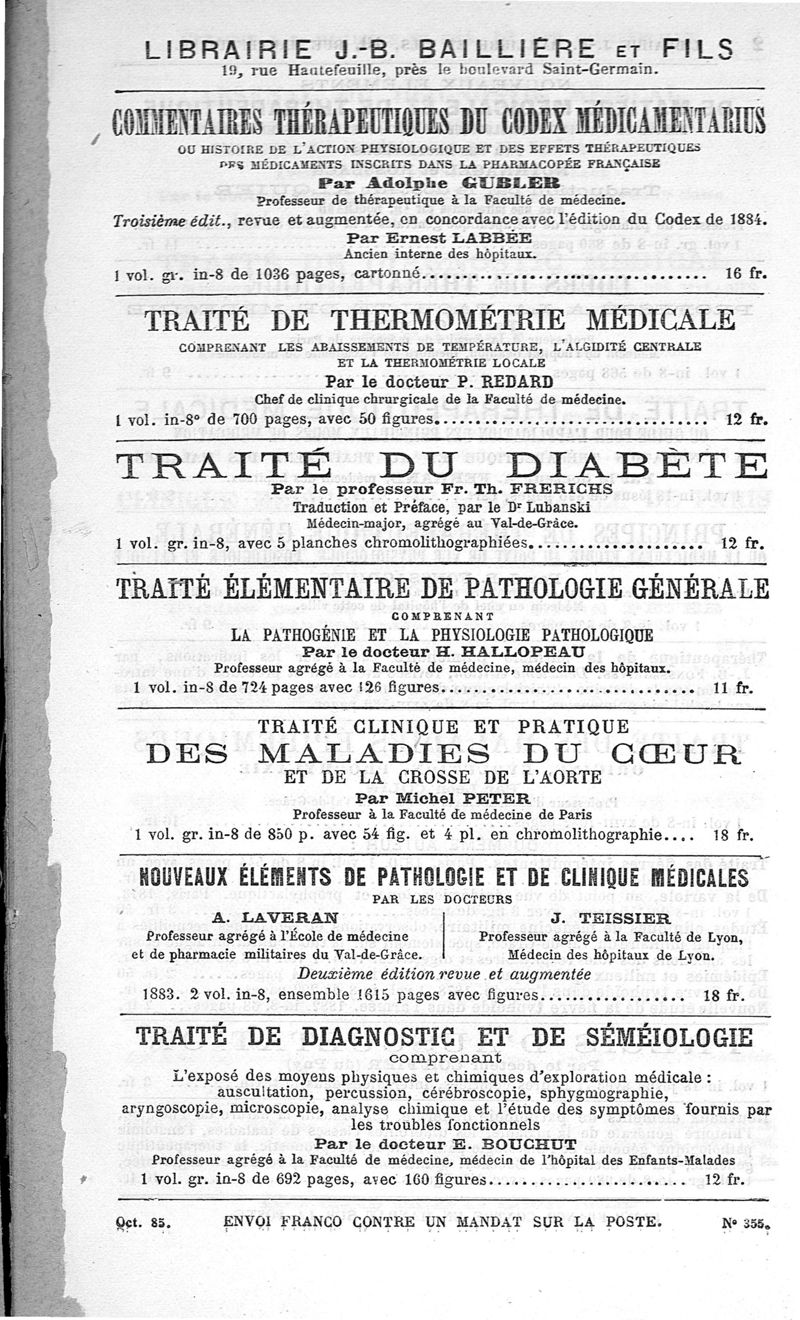 LIBRAIRIE J.-B. BAILLIÈRE ET FILS
19, rue Hautefeuille, près le boulevard Saint-Germain.
COMMENTAIRES THÉRAPEUTIQUES DU CODEX MÉDICAMENTARIUS
OU HISTOIRE DE L'ACTION PHYSIOLOGIQUE ET DES EFFETS THÉRAPEUTIQUES
DES MÉDICAMENTS INSCRITS DANS LA PHARMACOPÉE FRANÇAISE
Par Adolphe GUBLER
Professeur de thérapeutique à la Faculté de médecine.
Troisième édit., revue et augmentée, en concordance avec l'édition du Codex de 1884.
Par Ernest LABBÉE
Ancien interne des hôpitaux.
1 vol. gr. in-8 de 1036 pages, cartonné.................................... 16 fr.
TRAITÉ DE THERMOMÉTRIE MÉDICALE
COMPRENANT LES ABAISSEMENTS DE TEMPÉRATURE, L'ALGIDITÉ CENTRALE
ET LA THERMOMÉTRIE LOCALE
Par le docteur P. REDARD
Chef de clinique chrurgicale de la Faculté de médecine.
1 vol. in-8º de 700 pages, avec 50 figures................................ 12 fr.
TRAITÉ DU DIABÈTE
Par le professeur Fr. Th. FRERICHS
Traduction et Préface, par le Dr Lubanski
Médecin-major, agrégé au Val-de-Grâce.
1 vol. gr. in-8, avec 5 planches chromolithographiées..................... 12 fr.
TRAITÉ ÉLÉMENTAIRE DE PATHOLOGIE GÉNÉRALE
COMPRENANT
LA PATHOGÉNIE ET LA PHYSIOLOGIE PATHOLOGIQUE
Par le docteur H. HALLOPEAU
Professeur agrégé à la Faculté de médecine, médecin des hôpitaux.
1 vol. in-8 de 724 pages avec 126 figures.............................. 11 fr.
TRAITÉ CLINIQUE ET PRATIQUE
DES MALADIES DU CŒUR
ET DE LA CROSSE DE L'AORTE
Par Michel PETER
Professeur à la Faculté de médecine de Paris
1 vol. gr. in-8 de 850 p. avec 54 fig. et 4 pl. en chromolithographie.... 18 fr.
NOUVEAUX ÉLÉMENTS DE PATHOLOGIE ET DE CLINIQUE MÉDICALES
PAR LES DOCTEURS
A. LAVERAN
Professeur agrégé à l'École de médecine
et de pharmacie militaires du Val-de-Grâce.
J. TEISSIER
Professeur agrégé à la Faculté de Lyon,
Médecin des hôpitaux de Lyon.
Deuxième édition revue et augmentée
1883. 2 vol. in-8, ensemble 1615 pages avec figures................. 18 fr.
TRAITÉ DE DIAGNOSTIC ET DE SÉMÉIOLOGIE
comprenant
L'exposé des moyens physiques et chimiques d'exploration médicale :
auscultation, percussion, cérébroscopie, sphygmographie,
aryngoscopie, microscopie, analyse chimique et l'étude des symptômes fournis par
les troubles fonctionnels
Par le docteur E. BOUCHUT
Professeur agrégé à la Faculté de médecine, médecin de l'hôpital des Enfants-Malades
1 vol. gr. in-8 de 692 pages, avec 160 figures........................ 12 fr.
Oct. 85. ENVOI FRANCO CONTRE UN MANDAT SUR LA POSTE. Nº 355.